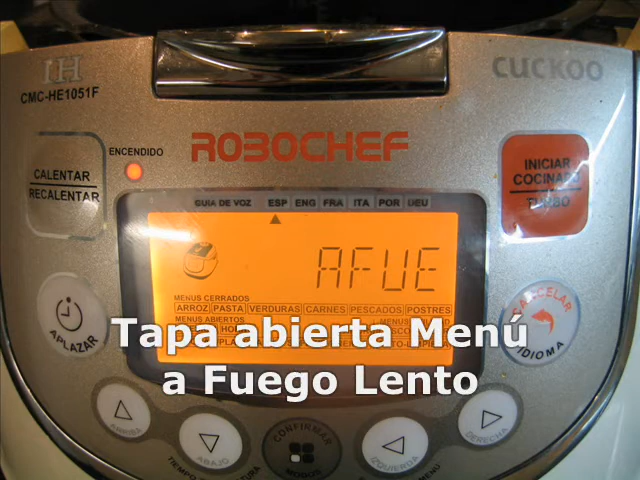 IH
CUCKOO
CMC-HE1051F
ROBOCHEF
ENCENDIDO
CALENTAR
RECALENTAR
INICIAR
COCINADO
TURBO
GUIA DE VOZ ESP ENG FRA ITA POR UEU
AFUE
MENUS CERRADOS
ARROZ PASTA VERDURAS CARNES PESCADOS POSTRES
MENUS ABIERTOS
APLAZAR
CANCELAR
IDIOMA
Tapa abierta Menú
a Fuego Lento
ARRIBA
ABAJO
CONFIRMAR
MODOS
IZQUIERDA
DERECHA